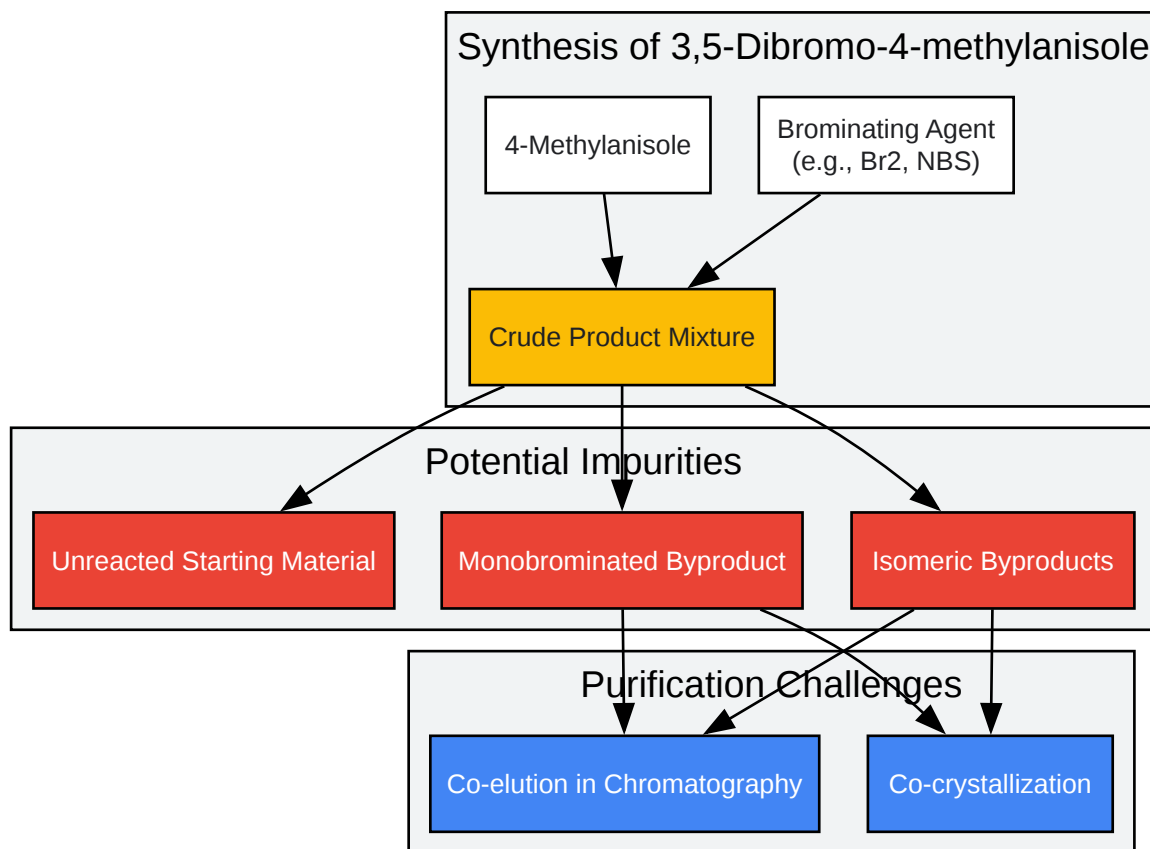 Synthesis of 3,5-Dibromo-4-methylanisole
4-Methylanisole
Brominating Agent
(e.g., Br2, NBS)
Crude Product Mixture
Potential Impurities
Unreacted Starting Material
Monobrominated Byproduct
Isomeric Byproducts
Purification Challenges
Co-elution in Chromatography
Co-crystallization